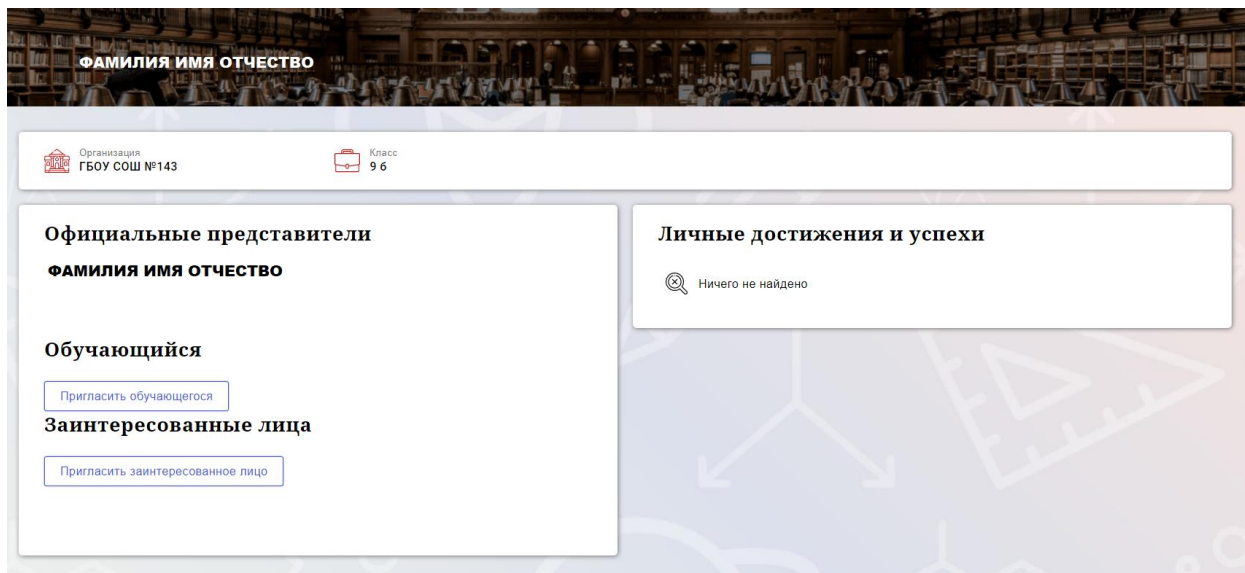 ФАМИЛИЯ ИМЯ ОТЧЕСТВО
Организация
ГБОУ СОШ №143
Класс
9 б
Официальные представители
ФАМИЛИЯ ИМЯ ОТЧЕСТВО
Обучающийся
Пригласить обучающегося
Заинтересованные лица
Пригласить заинтересованное лицо
Личные достижения и успехи
Ничего не найдено